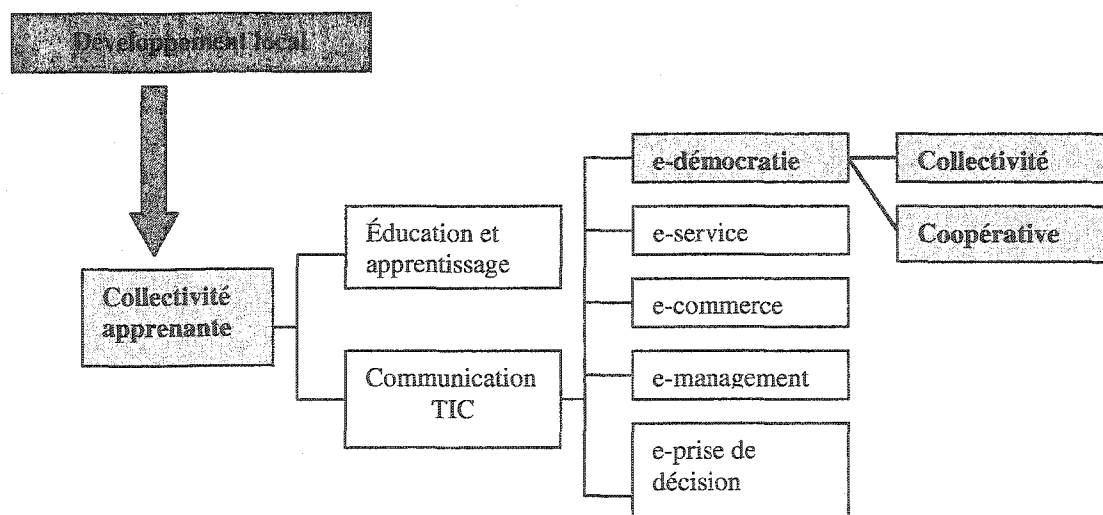 Développement local
e-démocratie
Collectivité
Éducation et
apprentissage
e-service
Coopérative
Collectivité
apprenante
e-commerce
Communication
TIC
e-management
e-prise de
décision